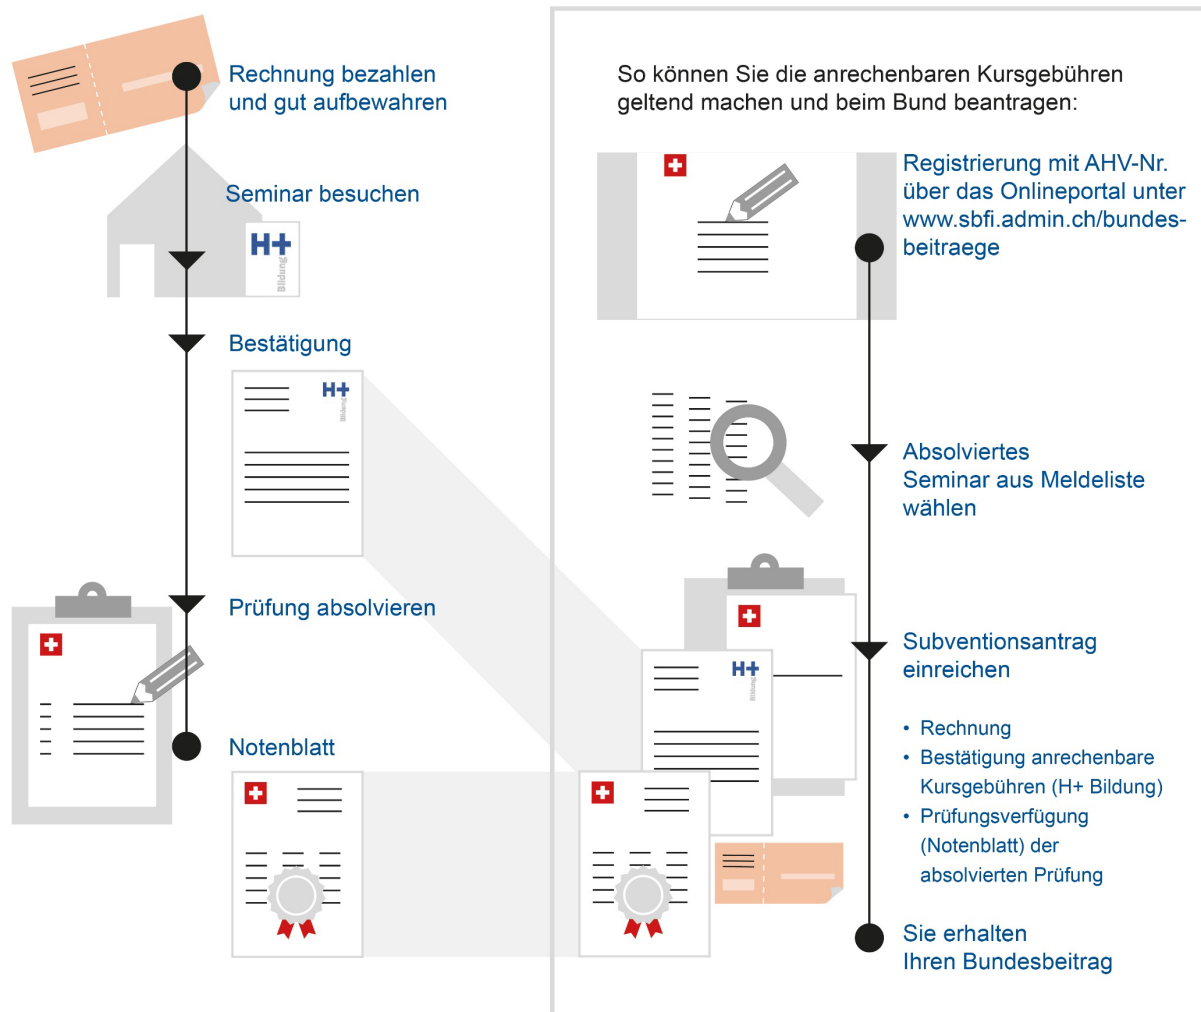 Rechnung bezahlen
und gut aufbewahren
Seminar besuchen
H+
Bildung
Bestätigung
H+
Bildung
Prüfung absolvieren
Notenblatt
So können Sie die anrechenbaren Kursgebühren
geltend machen und beim Bund beantragen:
Registrierung mit AHV-Nr.
über das Onlineportal unter
www.sbfi.admin.ch/bundes-
beitraege
Absolviertes
Seminar aus Meldeliste
wählen
Subventionsantrag
einreichen
H+
Bildung
• Rechnung
• Bestätigung anrechenbare
Kursgebühren (H+ Bildung)
• Prüfungsverfügung
(Notenblatt) der
absolvierten Prüfung
Sie erhalten
Ihren Bundesbeitrag